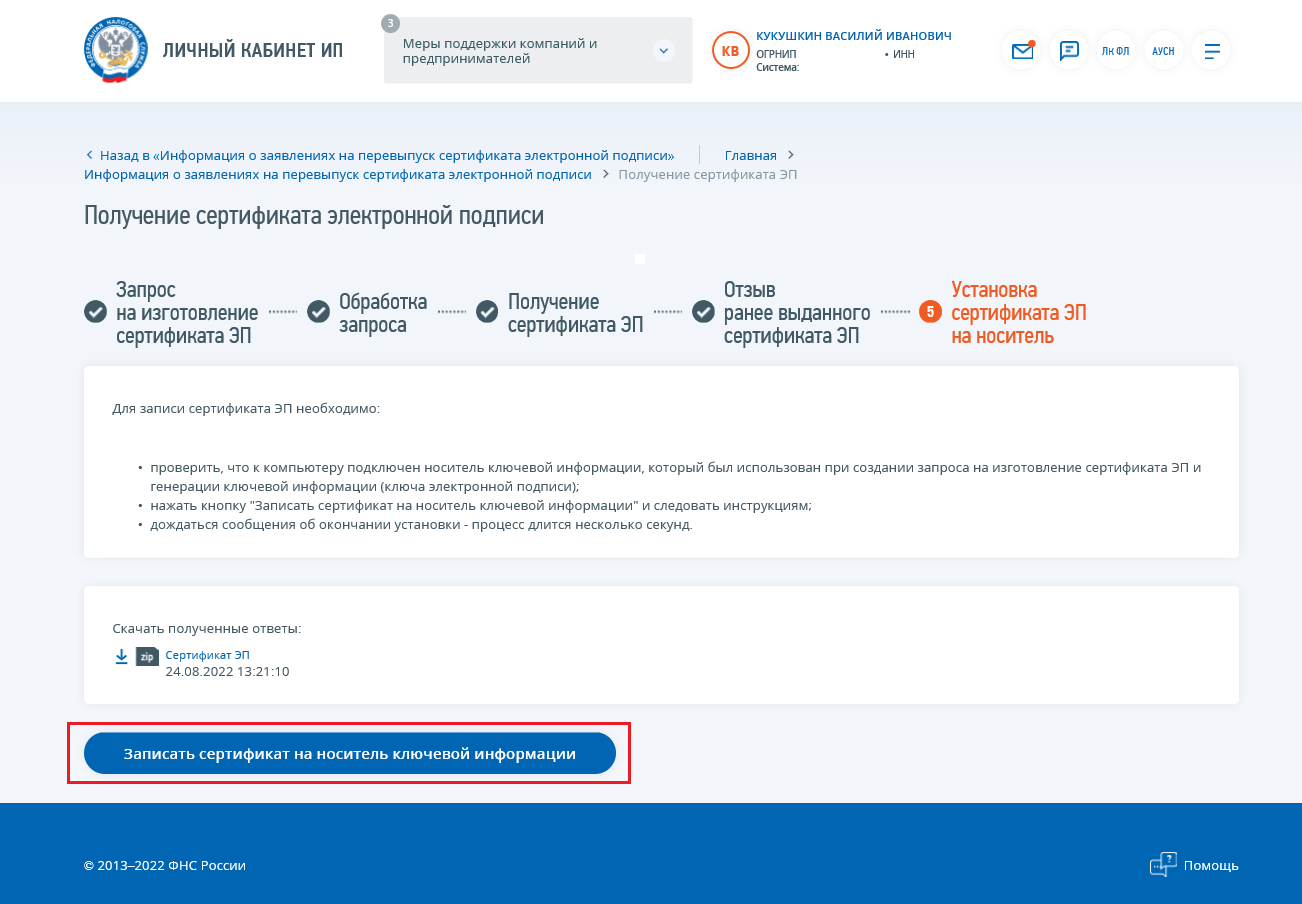 ФЕДЕРАЛЬНАЯ НАЛОГОВАЯ СЛУЖБА
ЛИЧНЫЙ КАБИНЕТ ИП
3
Меры поддержки компаний и
предпринимателей
КВ
КУКУШКИН ВАСИЛИЙ ИВАНОВИЧ
ОГРНИП • ИНН
Система:
ЛК ФЛ
АУСН
Назад в «Информация о заявлениях на перевыпуск сертификата электронной подписи»
Главная
Информация о заявлениях на перевыпуск сертификата электронной подписи
Получение сертификата ЭП
Получение сертификата электронной подписи
Запрос
на изготовление
сертификата ЭП
Обработка
запроса
Получение
сертификата ЭП
Отзыв
ранее выданного
сертификата ЭП
5
Установка
сертификата ЭП
на носитель
Для записи сертификата ЭП необходимо:
• проверить, что к компьютеру подключен носитель ключевой информации, который был использован при создании запроса на изготовление сертификата ЭП и
генерации ключевой информации (ключа электронной подписи);
• нажать кнопку "Записать сертификат на носитель ключевой информации" и следовать инструкциям;
• дождаться сообщения об окончании установки - процесс длится несколько секунд.
Скачать полученные ответы:
zip
Сертификат ЭП
24.08.2022 13:21:10
Записать сертификат на носитель ключевой информации
© 2013–2022 ФНС России
?
Помощь